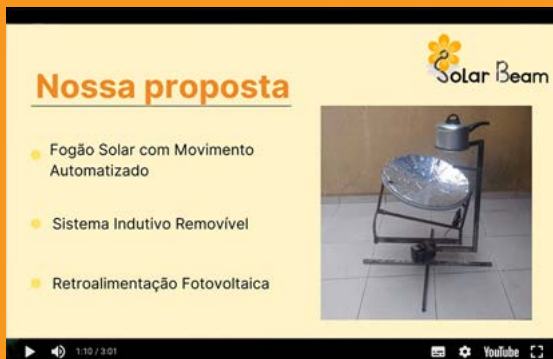 Solar Beam
Nossa proposta
Fogão Solar com Movimento
Automatizado
Sistema Indutivo Removível
Retroalimentação Fotovoltaica
1:10 / 3:01
YouTube